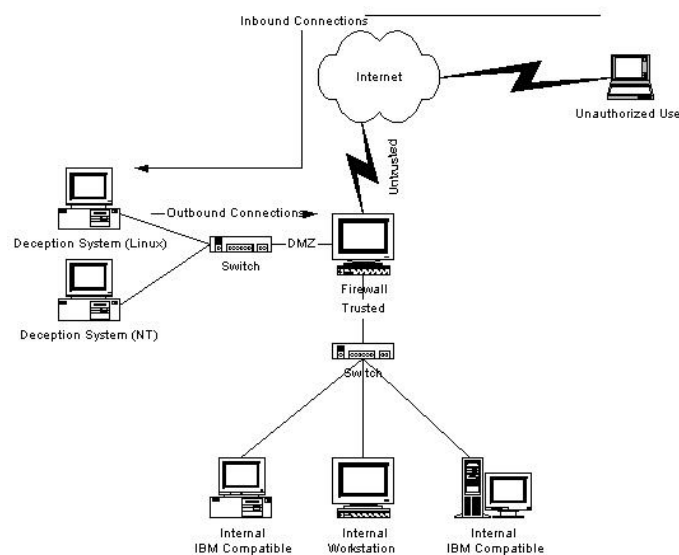 Inbound Connections
Internet
Unauthorized Use
Untrusted
Outbound Connections
Deception System (Linux)
Switch
DMZ
Firewall
Trusted
Deception System (NT)
Switch
Internal
IBM Compatible
Internal
Workstation
Internal
IBM Compatible